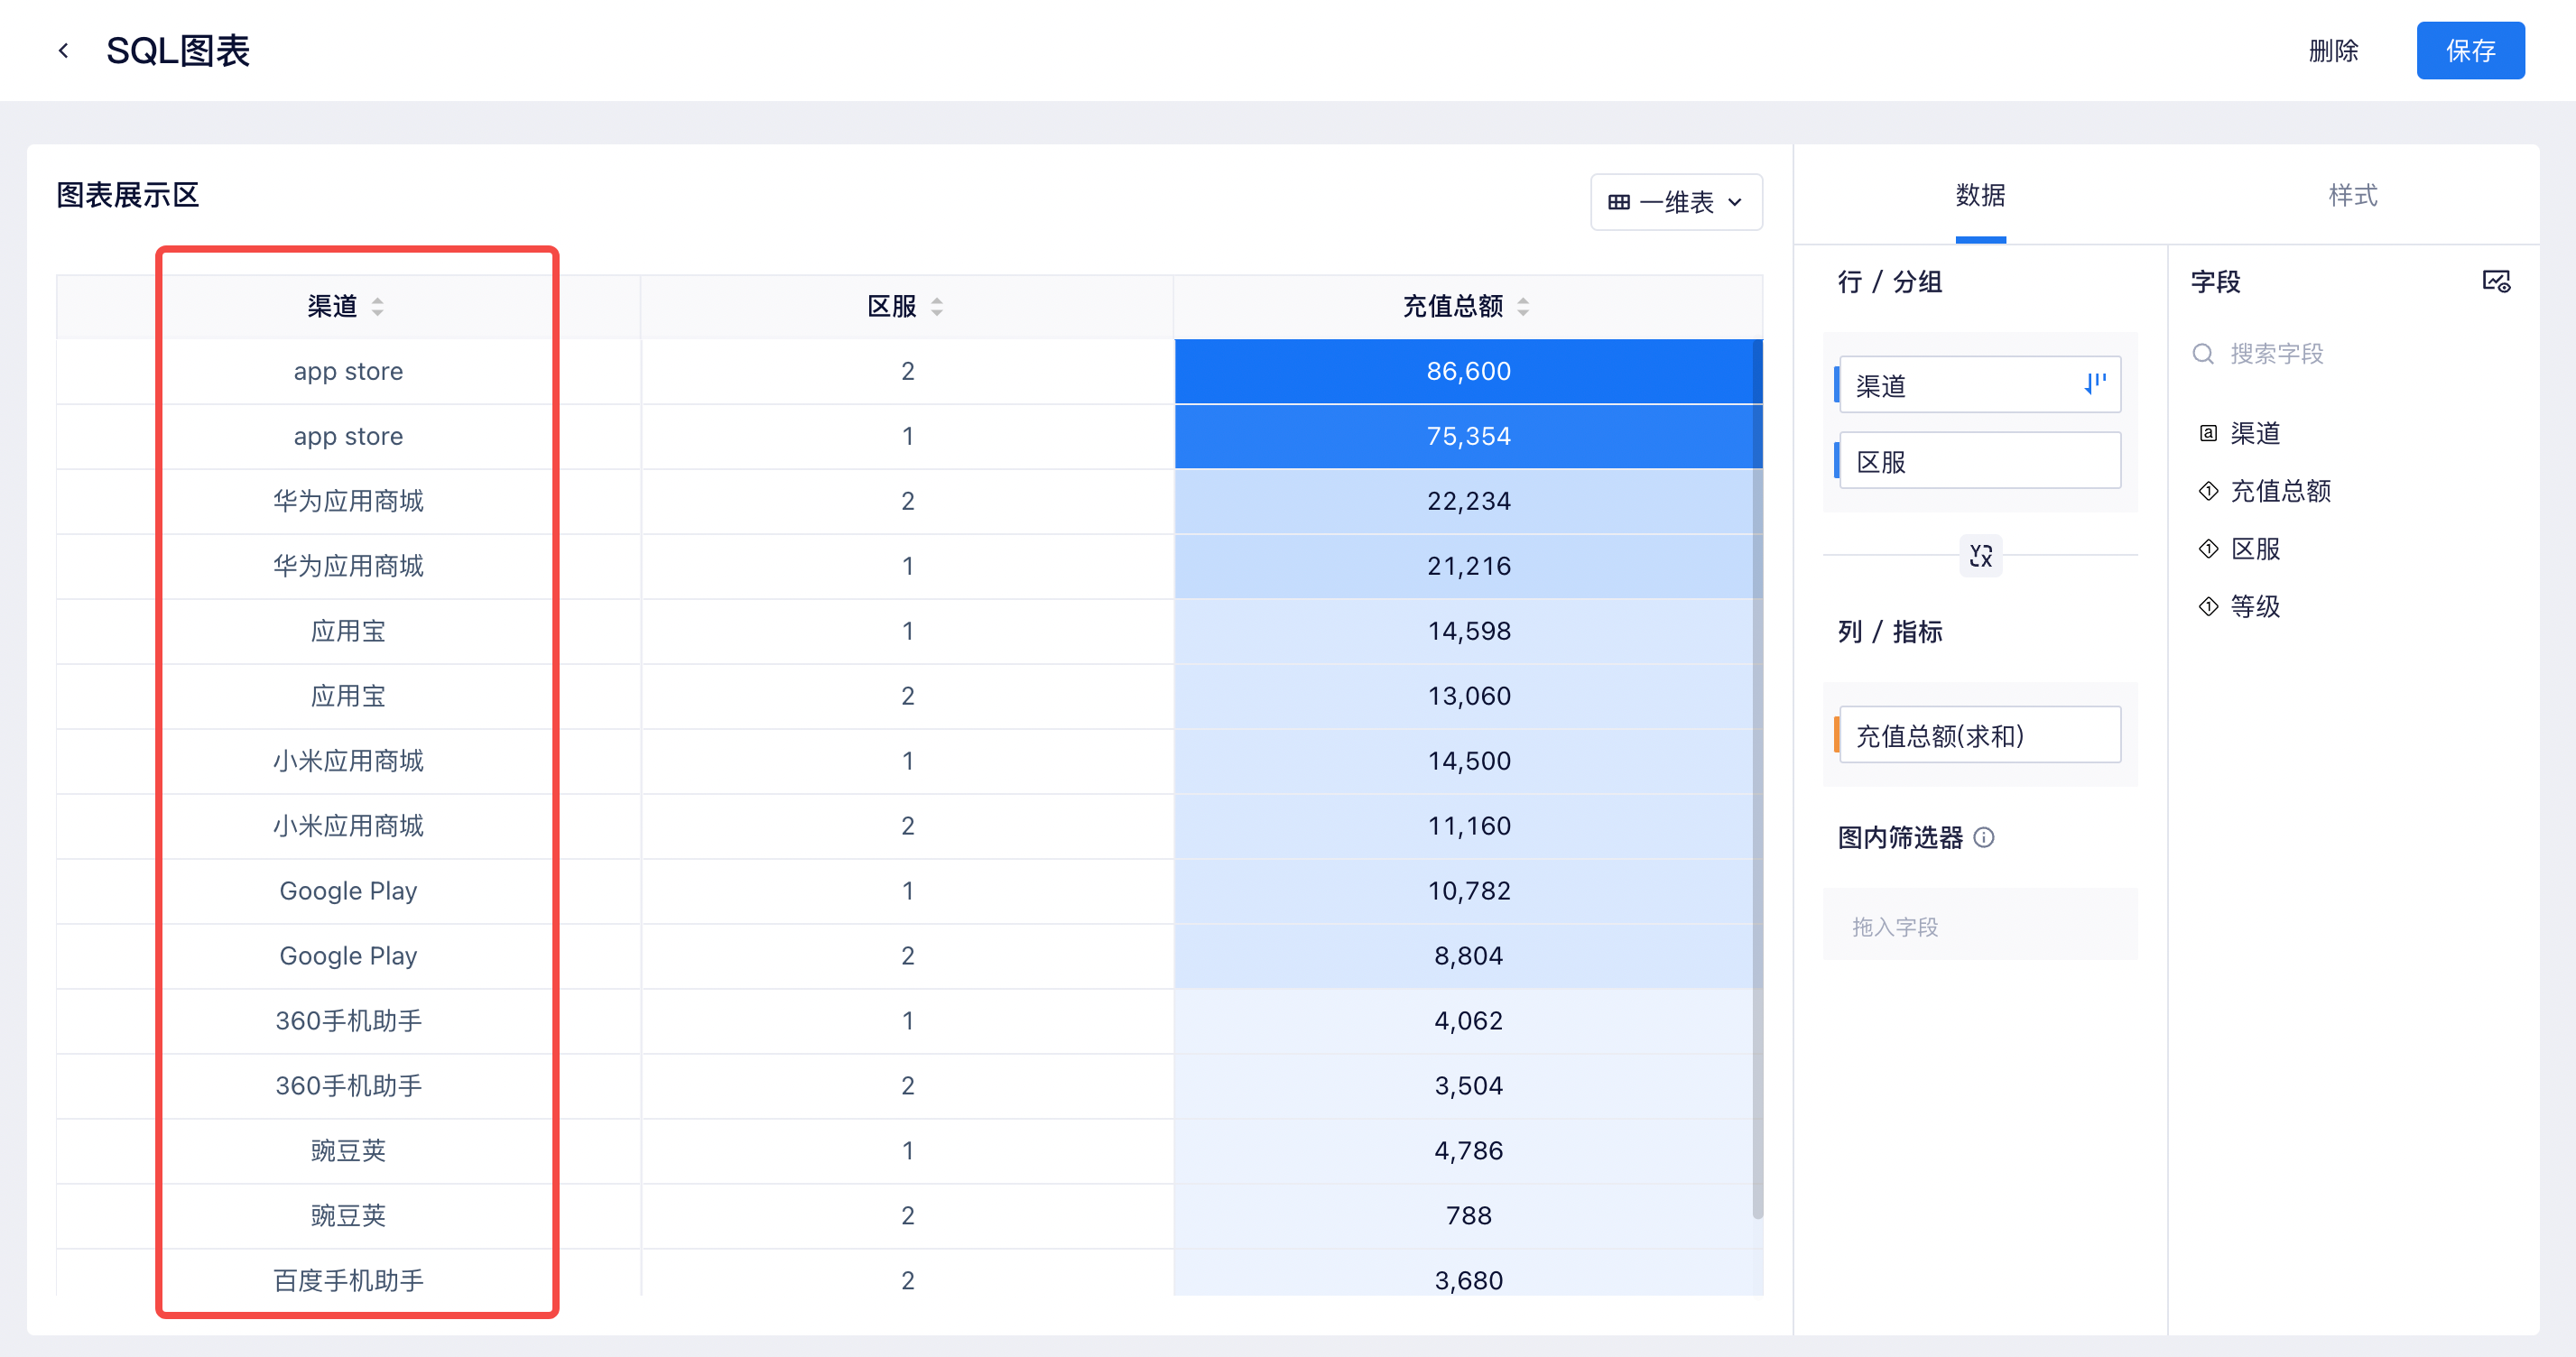 SQL图表
删除
保存
图表展示区
一维表
渠道 区服 充值总额
app store 2 86,600
app store 1 75,354
华为应用商城 2 22,234
华为应用商城 1 21,216
应用宝 1 14,598
应用宝 2 13,060
小米应用商城 1 14,500
小米应用商城 2 11,160
Google Play 1 10,782
Google Play 2 8,804
360手机助手 1 4,062
360手机助手 2 3,504
豌豆荚 1 4,786
豌豆荚 2 788
百度手机助手 2 3,680
数据
样式
行 / 分组
渠道
区服
列 / 指标
充值总额(求和)
图内筛选器
拖入字段
字段
搜索字段
渠道
充值总额
区服
等级